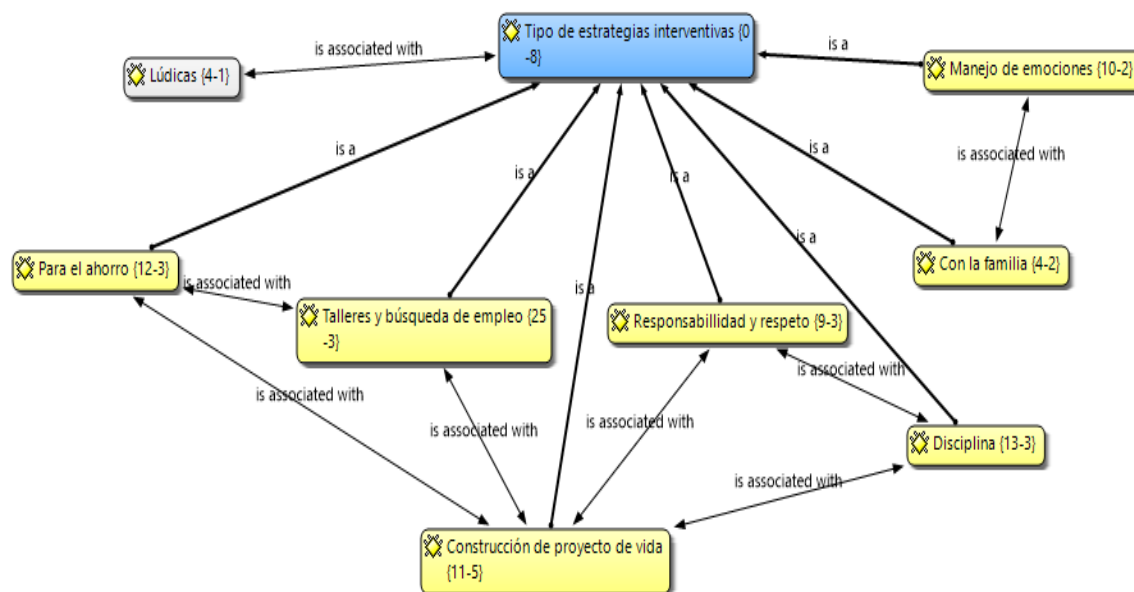 Tipo de estrategias interventivas {0
-8}
is associated with
is a
Lúdicas {4-1}
Manejo de emociones {10-2}
is a
is associated with
is a
is a
is a
is a
Para el ahorro {12-3}
is associated with
Con la familia {4-2}
is a
Talleres y búsqueda de empleo {25
-3}
Responsabillidad y respeto {9-3}
is associated with
is associated with
is associated with
is associated with
Disciplina {13-3}
is associated with
Construcción de proyecto de vida
{11-5}